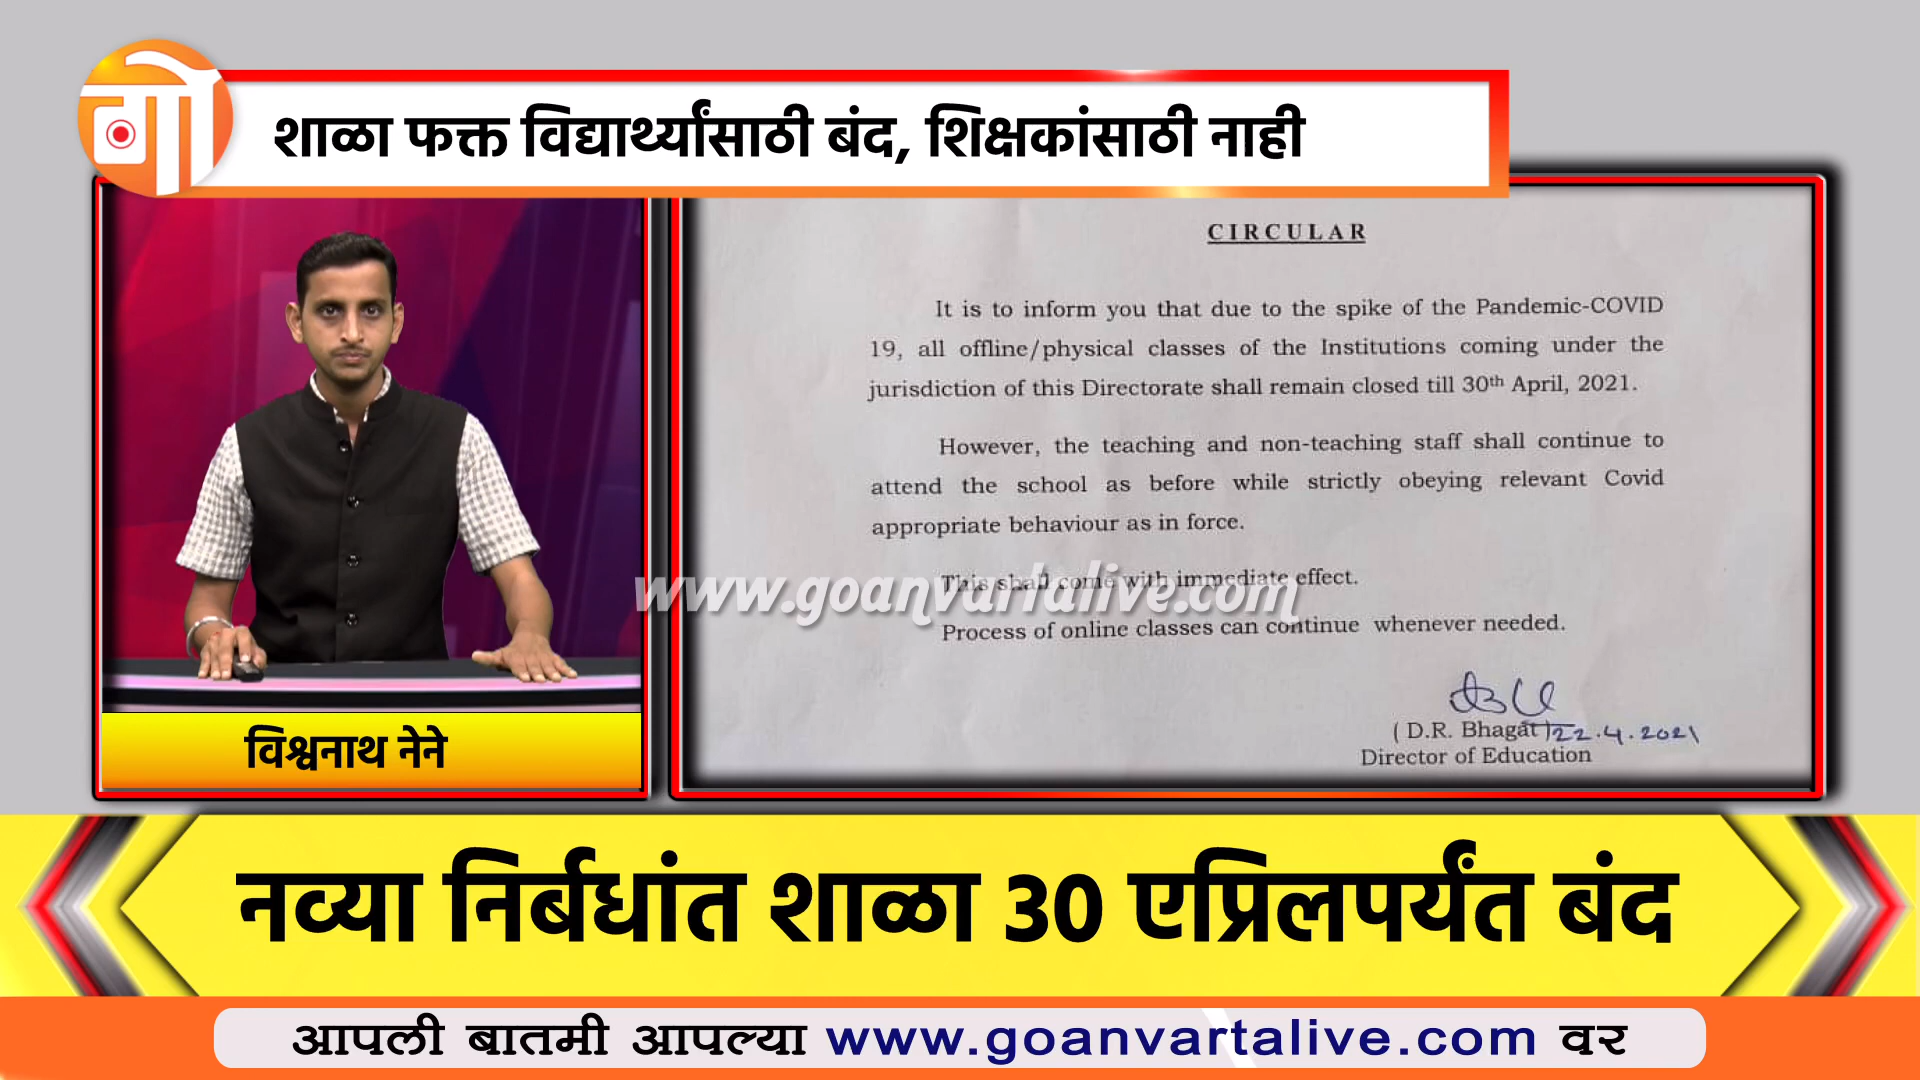 गो
शाळा फक्त विद्यार्थ्यांसाठी बंद, शिक्षकांसाठी नाही
CIRCULAR
It is to inform you that due to the spike of the Pandemic-COVID
19, all offline/physical classes of the Institutions coming under the
jurisdiction of this Directorate shall remain closed till 30th April, 2021.
However, the teaching and non-teaching staff shall continue to
attend the school as before while strictly obeying relevant Covid
appropriate behaviour as in force.
This shall come with immediate effect.
www.goanvartalive.com
Process of online classes can continue whenever needed.
( D.R. Bhagat ) 22.4.2021
Director of Education
विश्वनाथ नेने
नव्या निर्बधांत शाळा 30 एप्रिलपर्यंत बंद
आपली बातमी आपल्या www.goanvartalive.com वर